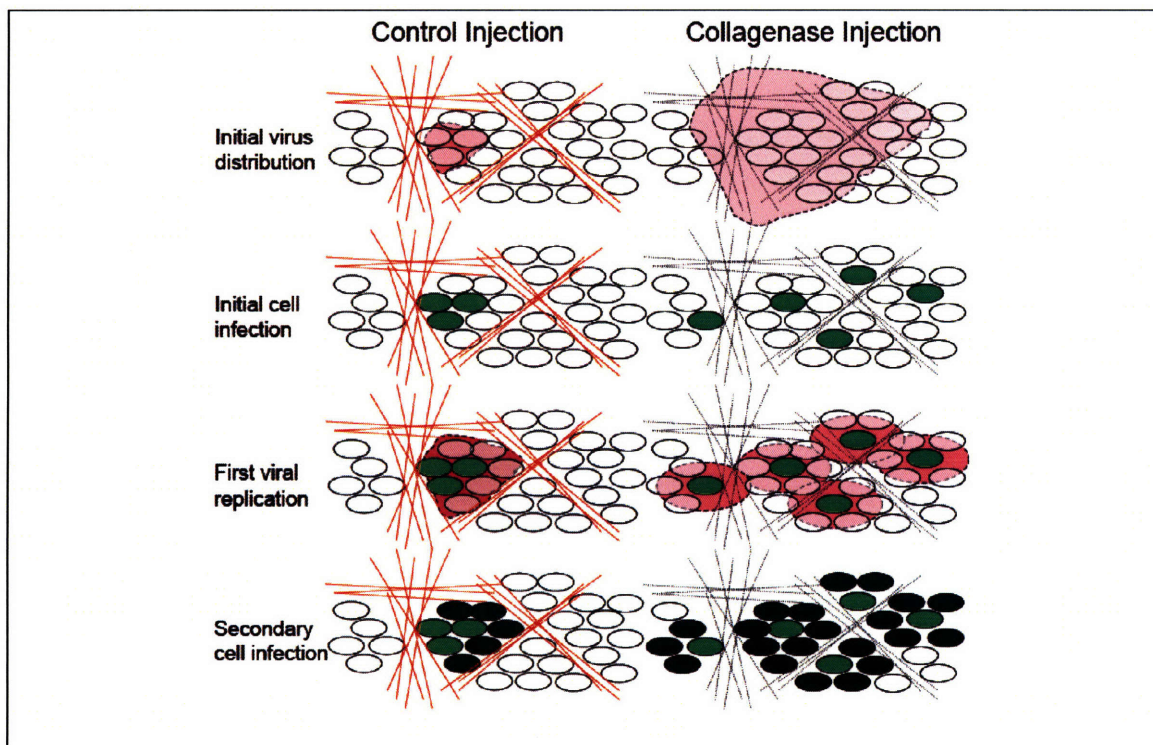 Control Injection
Collagenase Injection
Initial virus
distribution
Initial cell
infection
First viral
replication
Secondary
cell infection